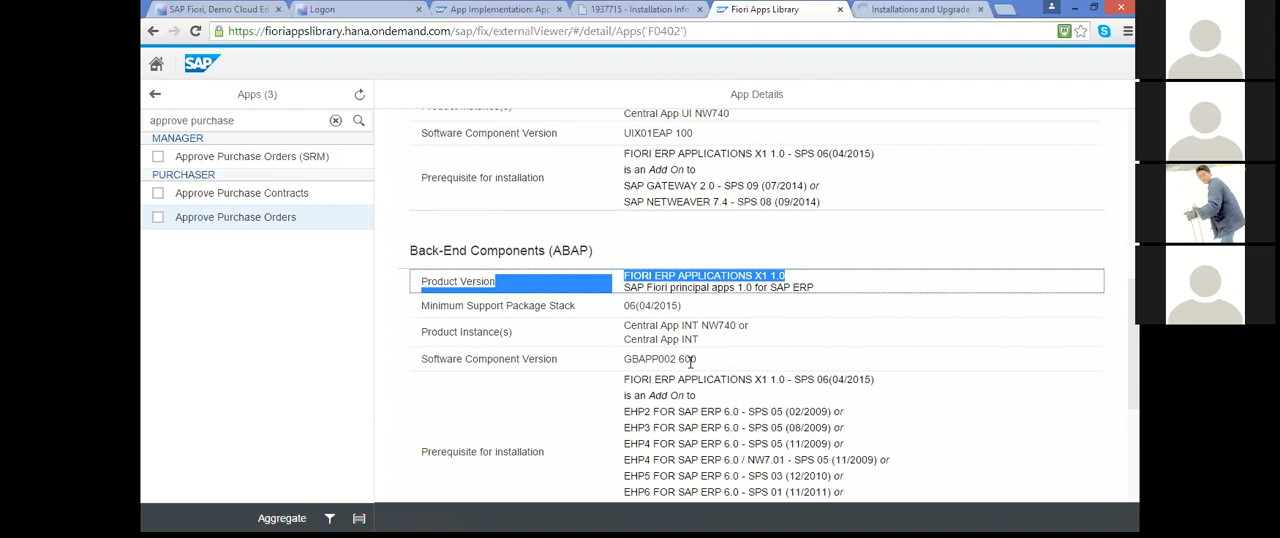 SAP Fiori, Demo Cloud Ed
Logon
App Implementation: App
1937715 - Installation Info
Fiori Apps Library
Installations and Upgrade
https://fioriappslibrary.hana.ondemand.com/sap/fix/externalViewer/#/detail/Apps('F0402')
SAP
Apps (3)
App Details
approve purchase
MANAGER
Approve Purchase Orders (SRM)
PURCHASER
Approve Purchase Contracts
Approve Purchase Orders
Central App UI NW740
Software Component Version
UIX01EAP 100
Prerequisite for installation
FIORI ERP APPLICATIONS X1 1.0 - SPS 06(04/2015)
is an Add On to
SAP GATEWAY 2.0 - SPS 09 (07/2014) or
SAP NETWEAVER 7.4 - SPS 08 (09/2014)
Back-End Components (ABAP)
Product Version
FIORI ERP APPLICATIONS X1 1.0
SAP Fiori principal apps 1.0 for SAP ERP
Minimum Support Package Stack
06(04/2015)
Product Instance(s)
Central App INT NW740 or
Central App INT
Software Component Version
GBAPP002 600
Prerequisite for installation
FIORI ERP APPLICATIONS X1 1.0 - SPS 06(04/2015)
is an Add On to
EHP2 FOR SAP ERP 6.0 - SPS 05 (02/2009) or
EHP3 FOR SAP ERP 6.0 - SPS 05 (08/2009) or
EHP4 FOR SAP ERP 6.0 - SPS 05 (11/2009) or
EHP4 FOR SAP ERP 6.0 / NW7.01 - SPS 05 (11/2009) or
EHP5 FOR SAP ERP 6.0 - SPS 03 (12/2010) or
EHP6 FOR SAP ERP 6.0 - SPS 01 (11/2011) or
Aggregate